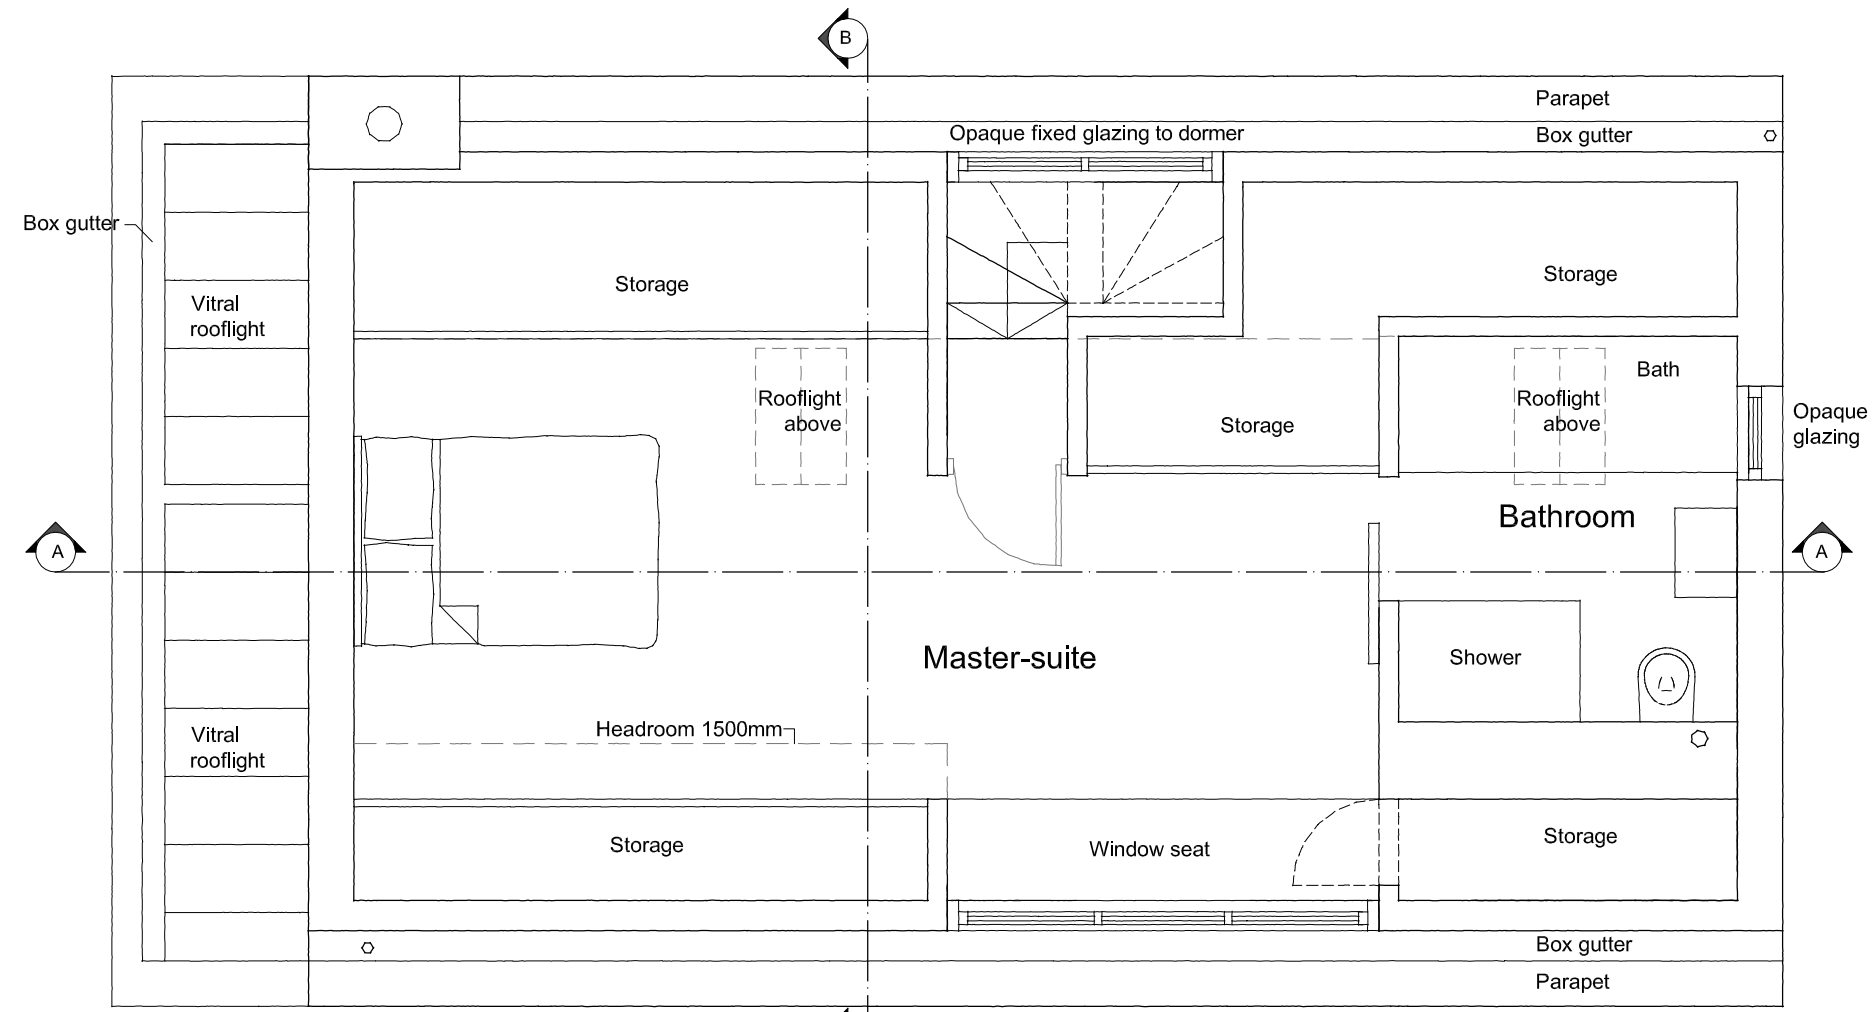 B
Parapet
Opaque fixed glazing to dormer
Box gutter
Box gutter
Storage
Storage
Vitral
rooflight
Rooflight
above
Storage
Rooflight
above
Bath
Opaque
glazing
Bathroom
A
A
Master-suite
Shower
Headroom 1500mm
Vitral
rooflight
Storage
Window seat
Storage
Box gutter
Parapet